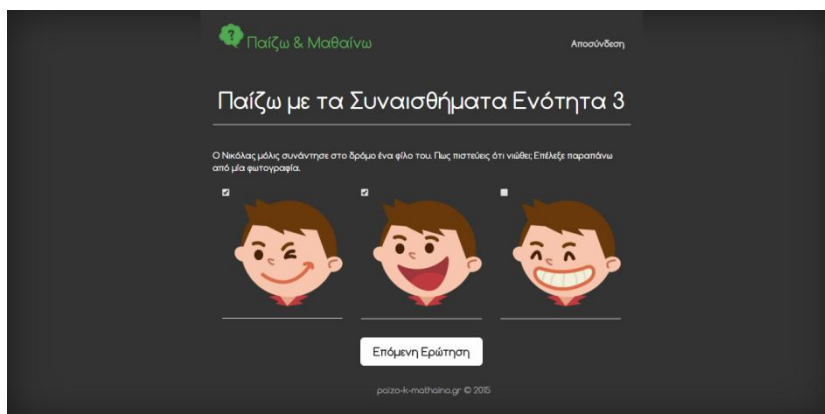 ?
Παίζω & Μαθαίνω
Αποσύνδεση
Παίζω με τα Συναισθήματα Ενότητα 3
Ο Νικόλας μόλις συνάντησε στο δρόμο ένα φίλο του. Πως πιστεύεις ότι νιώθει; Επέλεξε παραπάνω
από μία φωτογραφία.
Επόμενη Ερώτηση
paizo-k-mathaino.gr © 2015